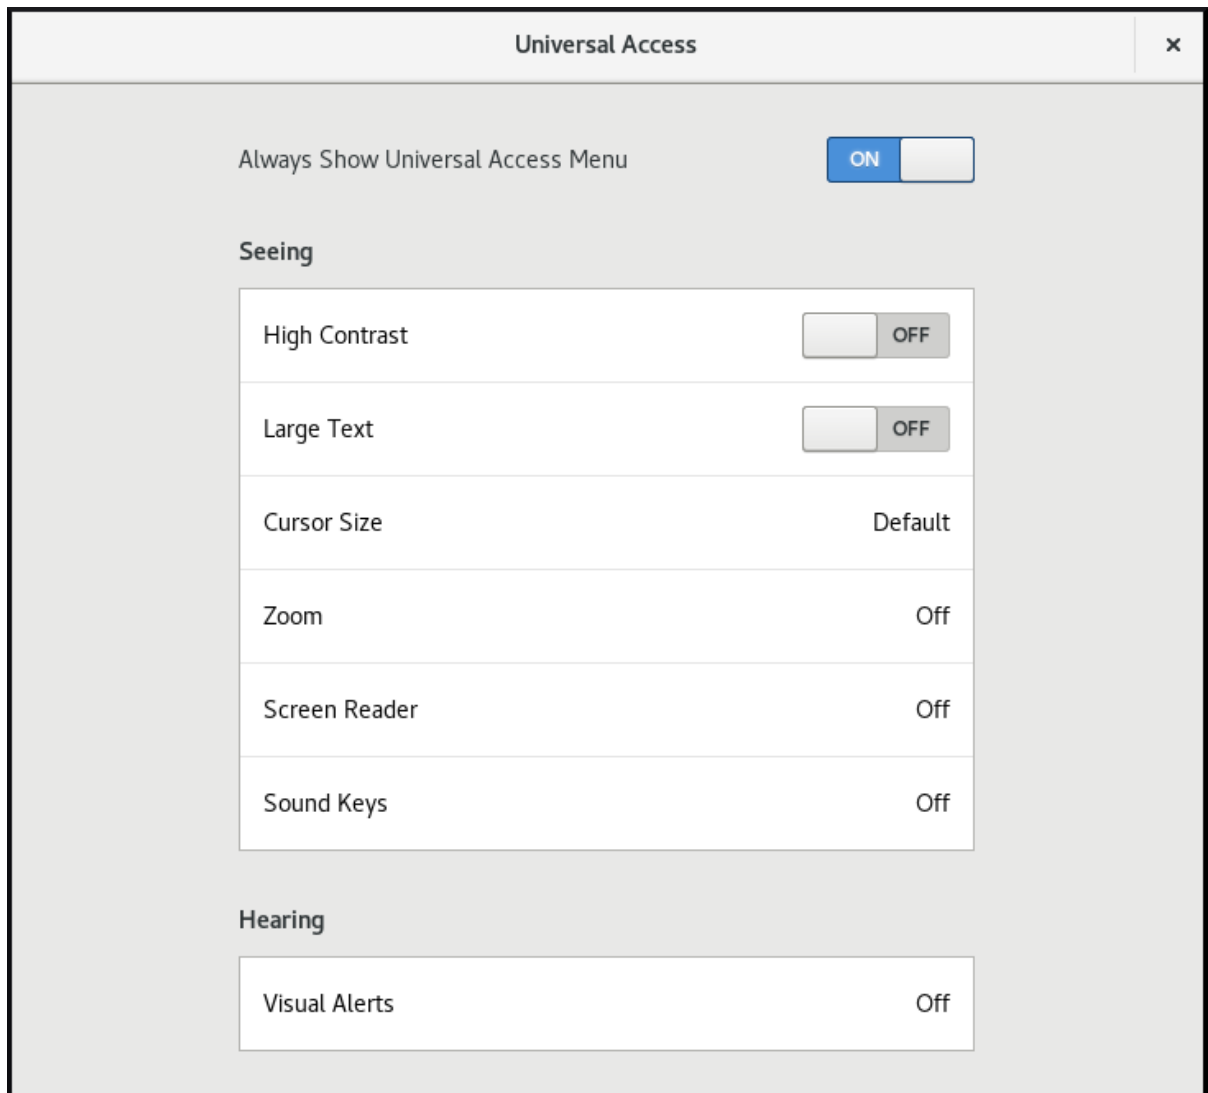 Universal Access ×
Always Show Universal Access Menu ON
Seeing
High Contrast OFF
Large Text OFF
Cursor Size Default
Zoom Off
Screen Reader Off
Sound Keys Off
Hearing
Visual Alerts Off